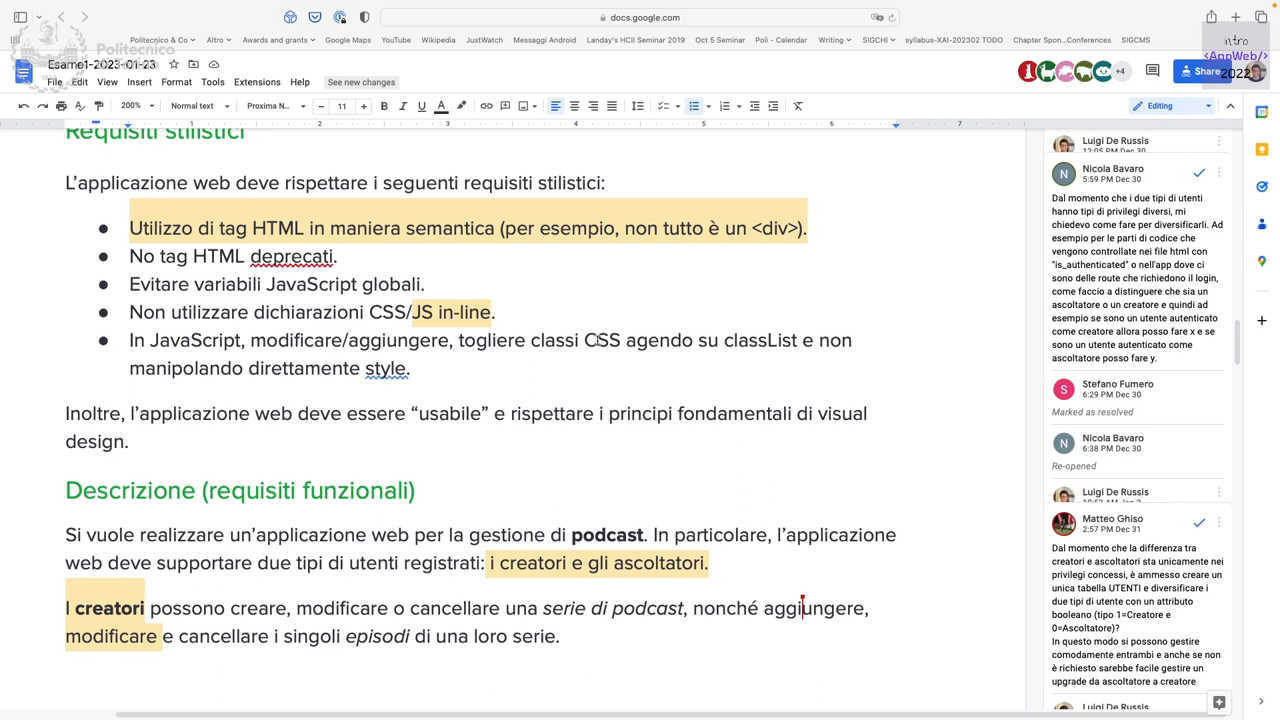 docs.google.com
Politecnico & Co
Altro
Awards and grants
Google Maps
YouTube
Wikipedia
JustWatch
Messaggi Android
Landay's HCII Seminar 2019
Oct 5 Seminar
Poli - Calendar
Writing
SIGCHI
syllabus-XAI-202302 TODO
Chapter Spon...Conferences
SIGCMS
Politecnico
Esame1-2023-01-23
File Edit View Insert Format Tools Extensions Help
See new changes
+4
Share
intro
<AppWeb/>
2022
200%
Normal text
Proxima N...
11
Editing
1 2 3 4 5 6 7
Requisiti stilistici
L'applicazione web deve rispettare i seguenti requisiti stilistici:
● Utilizzo di tag HTML in maniera semantica (per esempio, non tutto è un <div>).
● No tag HTML deprecati.
● Evitare variabili JavaScript globali.
● Non utilizzare dichiarazioni CSS/JS in-line.
● In JavaScript, modificare/aggiungere, togliere classi CSS agendo su classList e non
manipolando direttamente style.
Inoltre, l'applicazione web deve essere “usabile” e rispettare i principi fondamentali di visual
design.
Descrizione (requisiti funzionali)
Si vuole realizzare un'applicazione web per la gestione di podcast. In particolare, l'applicazione
web deve supportare due tipi di utenti registrati: i creatori e gli ascoltatori.
I creatori possono creare, modificare o cancellare una serie di podcast, nonché aggiungere,
modificare e cancellare i singoli episodi di una loro serie.
Luigi De Russis
12:05 PM Dec 30
N
Nicola Bavaro
5:59 PM Dec 30
Dal momento che i due tipi di utenti
hanno tipi di privilegi diversi, mi
chiedevo come fare per diversificarli. Ad
esempio per le parti di codice che
vengono controllate nei file html con
"is_authenticated" o nell'app dove ci
sono delle route che richiedono il login,
come faccio a distinguere che sia un
ascoltatore o un creatore e quindi ad
esempio se sono un utente autenticato
come creatore allora posso fare x e se
sono un utente autenticato come
ascoltatore posso fare y.
S
Stefano Fumero
6:29 PM Dec 30
Marked as resolved
N
Nicola Bavaro
6:38 PM Dec 30
Re-opened
Luigi De Russis
Matteo Ghiso
2:57 PM Dec 31
Dal momento che la differenza tra
creatori e ascoltatori sta unicamente nei
privilegi concessi, è ammesso creare un
unica tabella UTENTI e diversificare i
due tipi di utente con un attributo
booleano (tipo 1=Creatore e
0=Ascoltatore)?
In questo modo si possono gestire
comodamente entrambi e anche se non
è richiesto sarebbe facile gestire un
upgrade da ascoltatore a creatore
Luigi De Russis